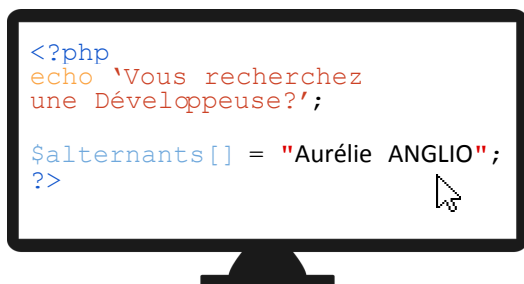 <?php
echo ‘Vous recherchez
une Développeuse?’;
$alternants[] = "Aurélie ANGLIO";
?>